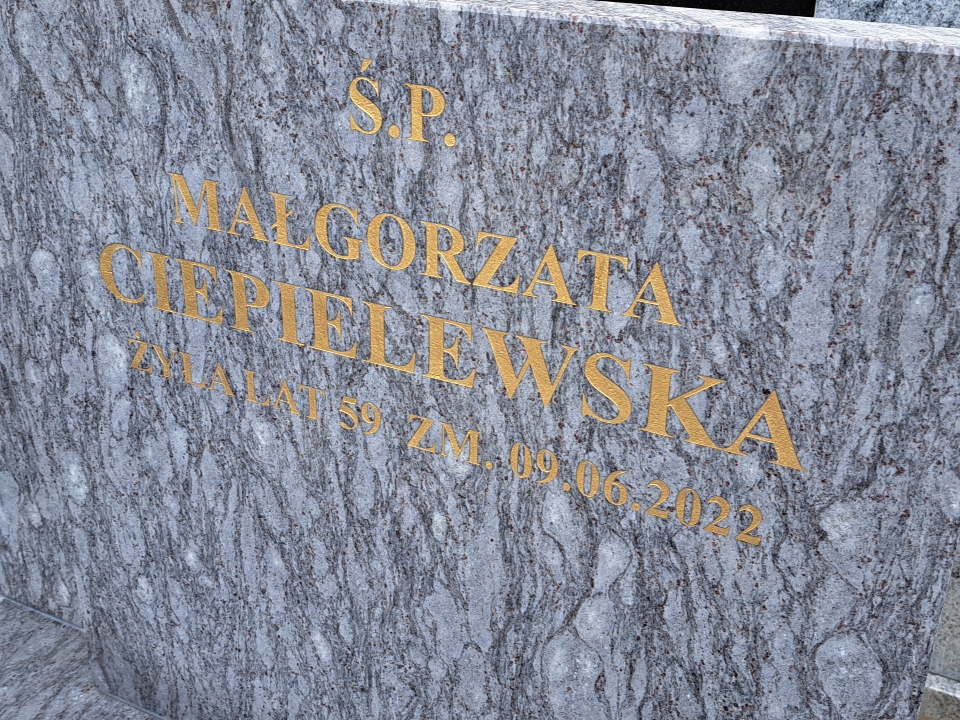 Ś.P.
MAŁGORZATA
CIEPIELEWSKA
ŻYŁA LAT 59 ZM. 09.06.2022